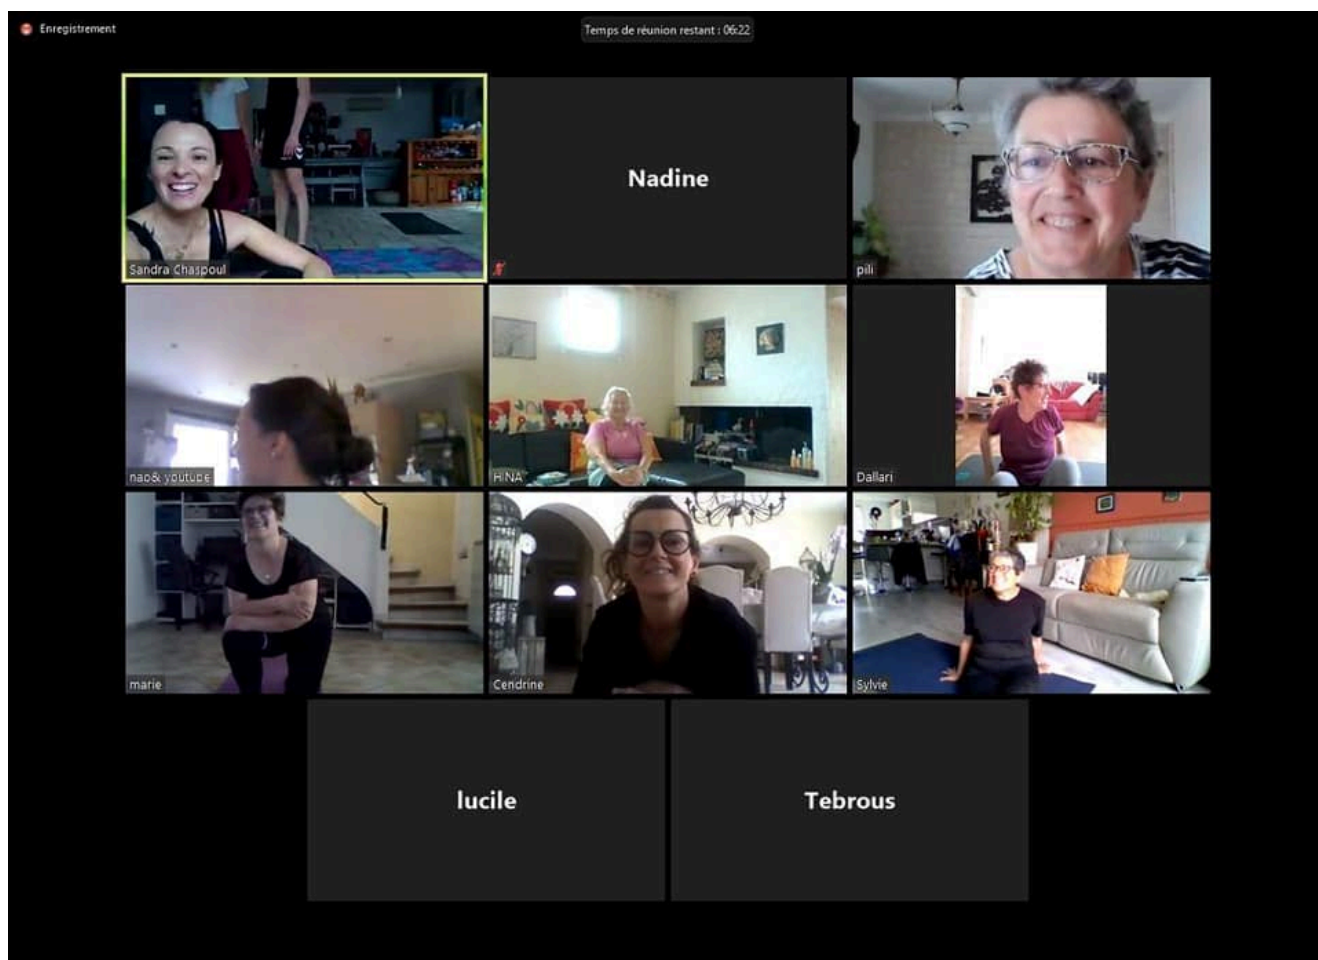 Enregistrement
Temps de réunion restant : 06:22
Sandra Chaspoul
Nadine
pili
nao& youtube
HINA
Dallari
marie
Cendrine
Sylvie
lucile
Tebrous